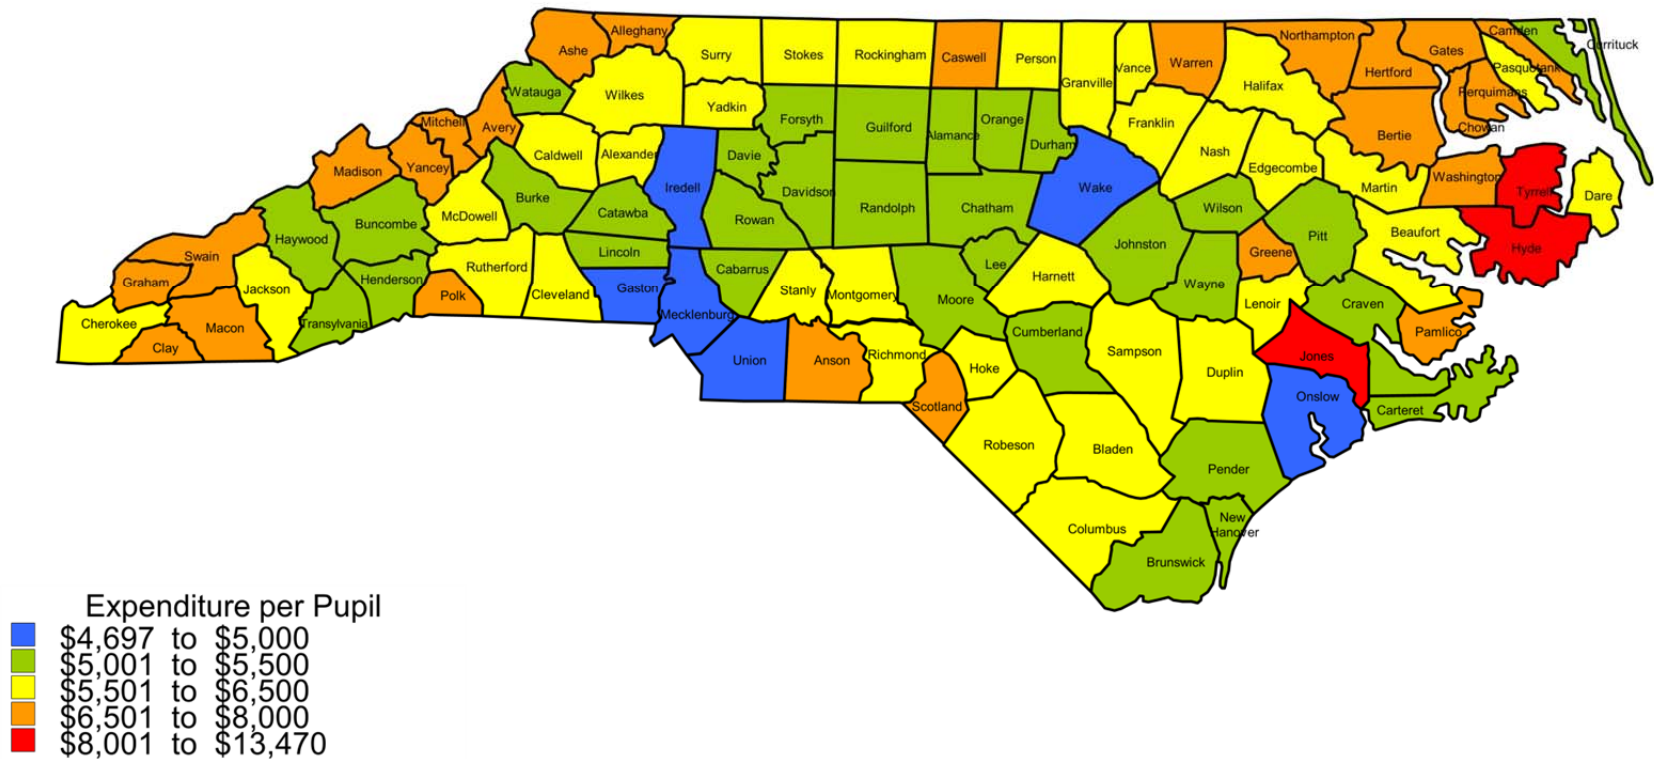 Alleghany
Ashe
Surry
Stokes
Rockingham
Caswell
Person
Granville
Vance
Warren
Northampton
Hertford
Gates
Camden
Currituck
Pasquotank
Perquimans
Chowan
Watauga
Wilkes
Yadkin
Forsyth
Guilford
Alamance
Orange
Durham
Franklin
Halifax
Bertie
Mitchell
Avery
Yancey
Madison
Caldwell
Alexander
Iredell
Davie
Davidson
Randolph
Chatham
Wake
Nash
Edgecombe
Martin
Washington
Tyrrell
Dare
Burke
McDowell
Buncombe
Catawba
Rowan
Wilson
Pitt
Beaufort
Hyde
Haywood
Swain
Lincoln
Johnston
Greene
Lee
Graham
Jackson
Henderson
Rutherford
Polk
Cleveland
Gaston
Cabarrus
Stanly
Montgomery
Moore
Harnett
Wayne
Lenoir
Craven
Pamlico
Cherokee
Clay
Macon
Transylvania
Mecklenburg
Union
Anson
Richmond
Scotland
Hoke
Cumberland
Sampson
Duplin
Jones
Onslow
Carteret
Robeson
Bladen
Pender
Columbus
New
Hanover
Brunswick
Expenditure per Pupil
$4,697 to $5,000
$5,001 to $5,500
$5,501 to $6,500
$6,501 to $8,000
$8,001 to $13,470